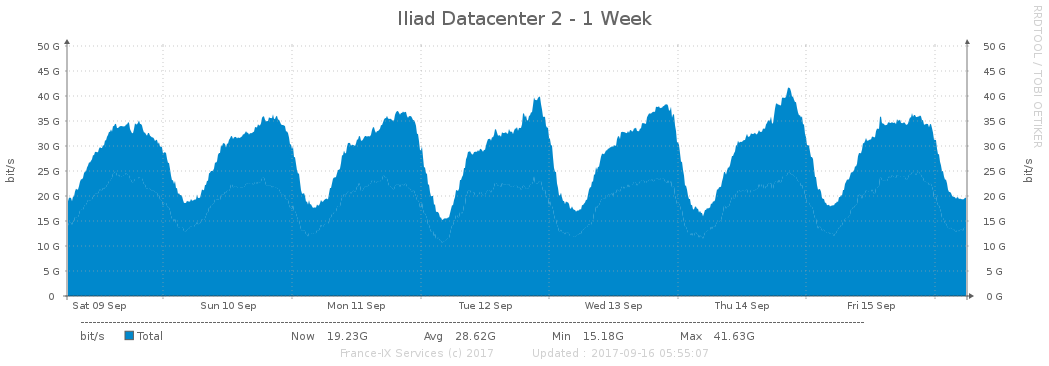 Iliad Datacenter 2 - 1 Week
RRDTOOL / TOBI OETIKER
bit/s
50 G 50 G
45 G 45 G
40 G 40 G
35 G 35 G
30 G 30 G
25 G 25 G
20 G 20 G
15 G 15 G
10 G 10 G
5 G 5 G
0 0 G
bit/s
Sat 09 Sep Sun 10 Sep Mon 11 Sep Tue 12 Sep Wed 13 Sep Thu 14 Sep Fri 15 Sep
bit/s Total Now 19.23G Avg 28.62G Min 15.18G Max 41.63G
France-IX Services (c) 2017 Updated : 2017-09-16 05:55:07